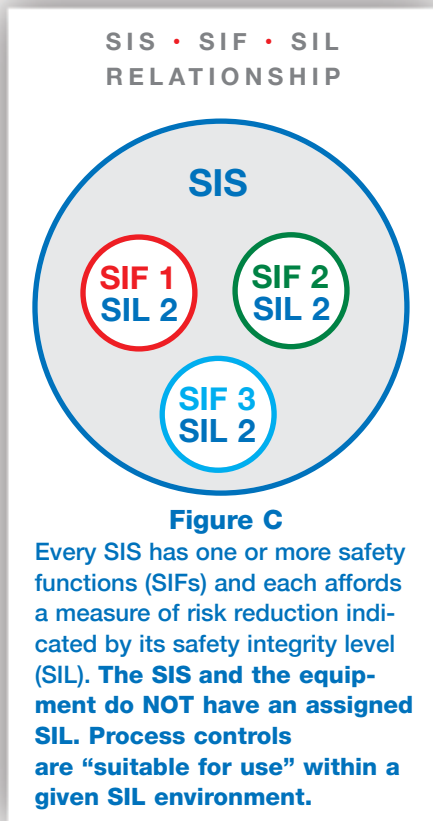 SIS • SIF • SIL
RELATIONSHIP
SIS
SIF 1
SIL 2
SIF 2
SIL 2
SIF 3
SIL 2
Figure C
Every SIS has one or more safety
functions (SIFs) and each affords
a measure of risk reduction indi-
cated by its safety integrity level
(SIL). The SIS and the equip-
ment do NOT have an assigned
SIL. Process controls
are “suitable for use” within a
given SIL environment.